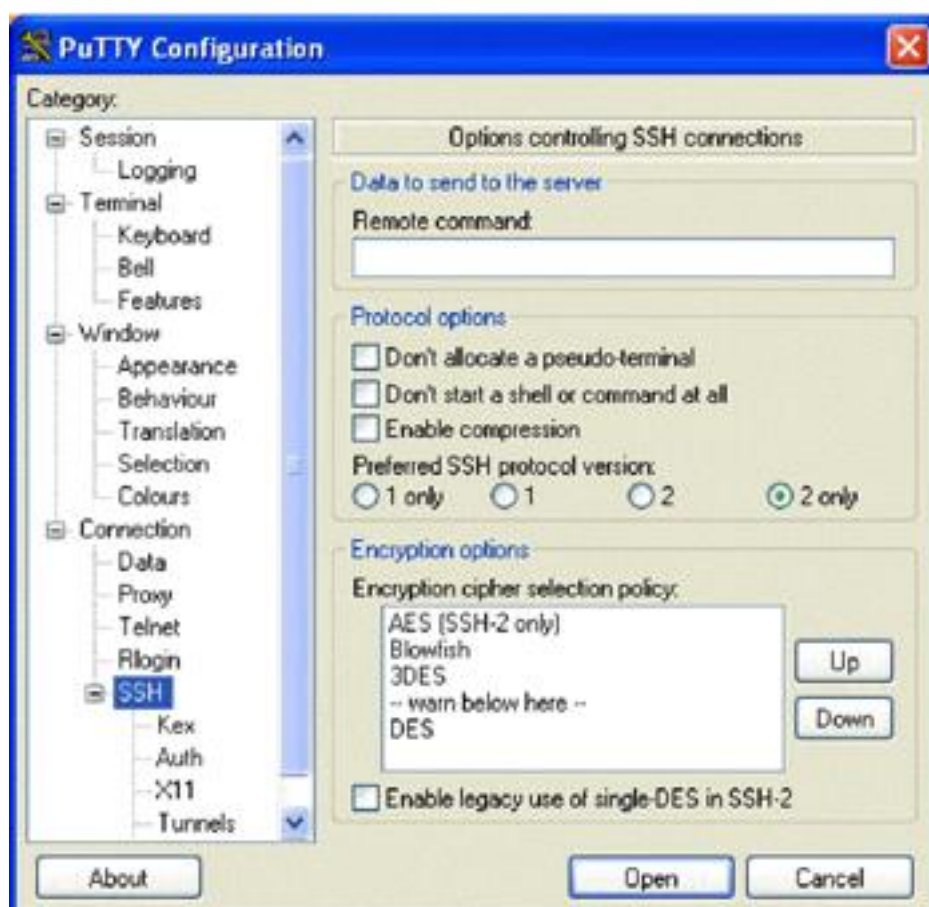 PuTTY Configuration
Category:
Session
Logging
Terminal
Keyboard
Bell
Features
Window
Appearance
Behaviour
Translation
Selection
Colours
Connection
Data
Proxy
Telnet
Rlogin
SSH
Kex
Auth
X11
Tunnels
Options controlling SSH connections
Data to send to the server
Remote command:
Protocol options
Don't allocate a pseudo-terminal
Don't start a shell or command at all
Enable compression
Preferred SSH protocol version:
1 only 1 2 2 only
Encryption options
Encryption cipher selection policy:
AES (SSH-2 only)
Blowfish
3DES
-- warn below here --
DES
Up
Down
Enable legacy use of single-DES in SSH-2
About
Open
Cancel